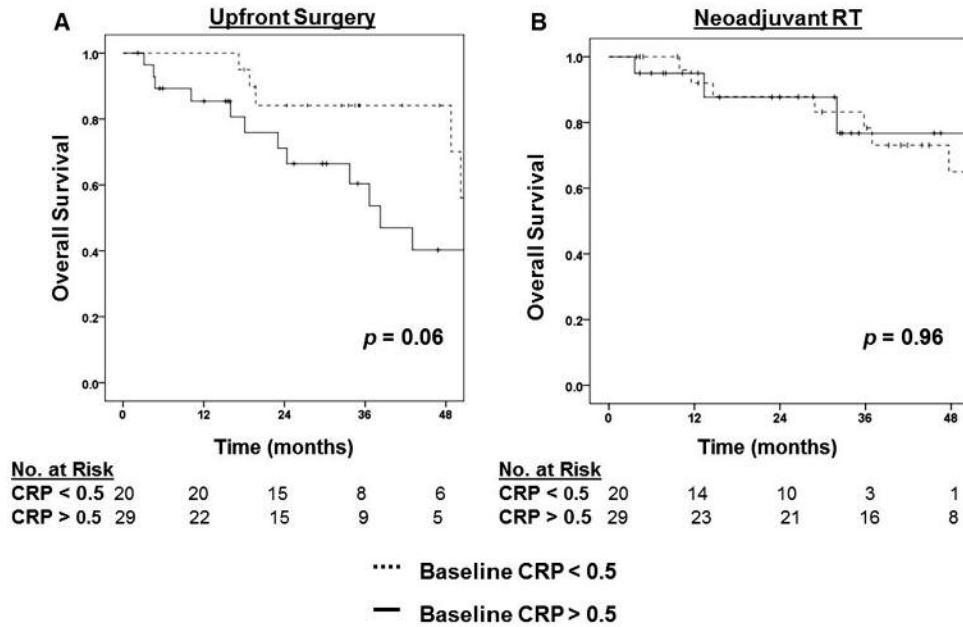 A Upfront Surgery
1.0
0.8
0.6
0.4
0.2
0.0
Overall Survival
p = 0.06
0 12 24 36 48
Time (months)
No. at Risk
CRP < 0.5 20 20 15 8 6
CRP > 0.5 29 22 15 9 5
B Neoadjuvant RT
1.0
0.8
0.6
0.4
0.2
0.0
Overall Survival
p = 0.96
0 12 24 36 48
Time (months)
No. at Risk
CRP < 0.5 20 14 10 3 1
CRP > 0.5 29 23 21 16 8
Baseline CRP < 0.5
Baseline CRP > 0.5